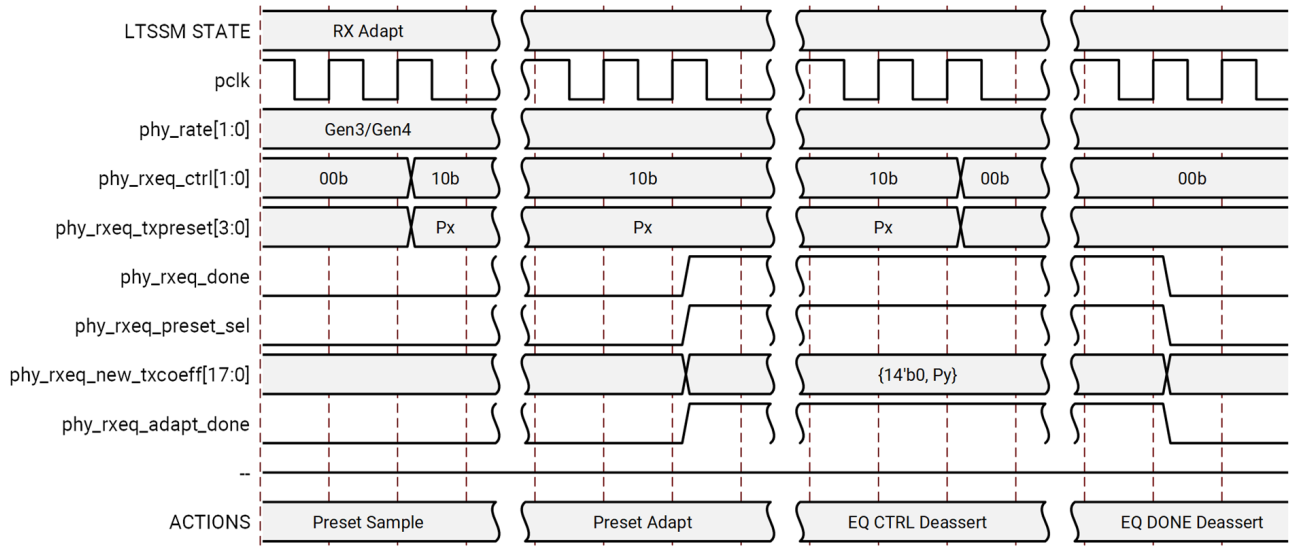 LTSSM STATE RX Adapt
pclk
phy_rate[1:0] Gen3/Gen4
phy_rxeq_ctrl[1:0] 00b 10b 10b 10b 00b 00b
phy_rxeq_txpreset[3:0] Px Px Px
phy_rxeq_done
phy_rxeq_preset_sel
phy_rxeq_new_txcoeff[17:0] {14'b0, Py}
phy_rxeq_adapt_done
--
ACTIONS Preset Sample Preset Adapt EQ CTRL Deassert EQ DONE Deassert